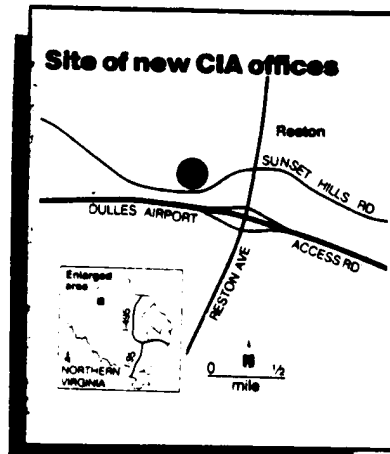 Site of new CIA offices
Reston
SUNSET HILLS RD
DULLES AIRPORT
ACCESS RD
RESTON AVE
Enlarged
area
I-495
NORTHERN
VIRGINIA
N
0 1/2
mile